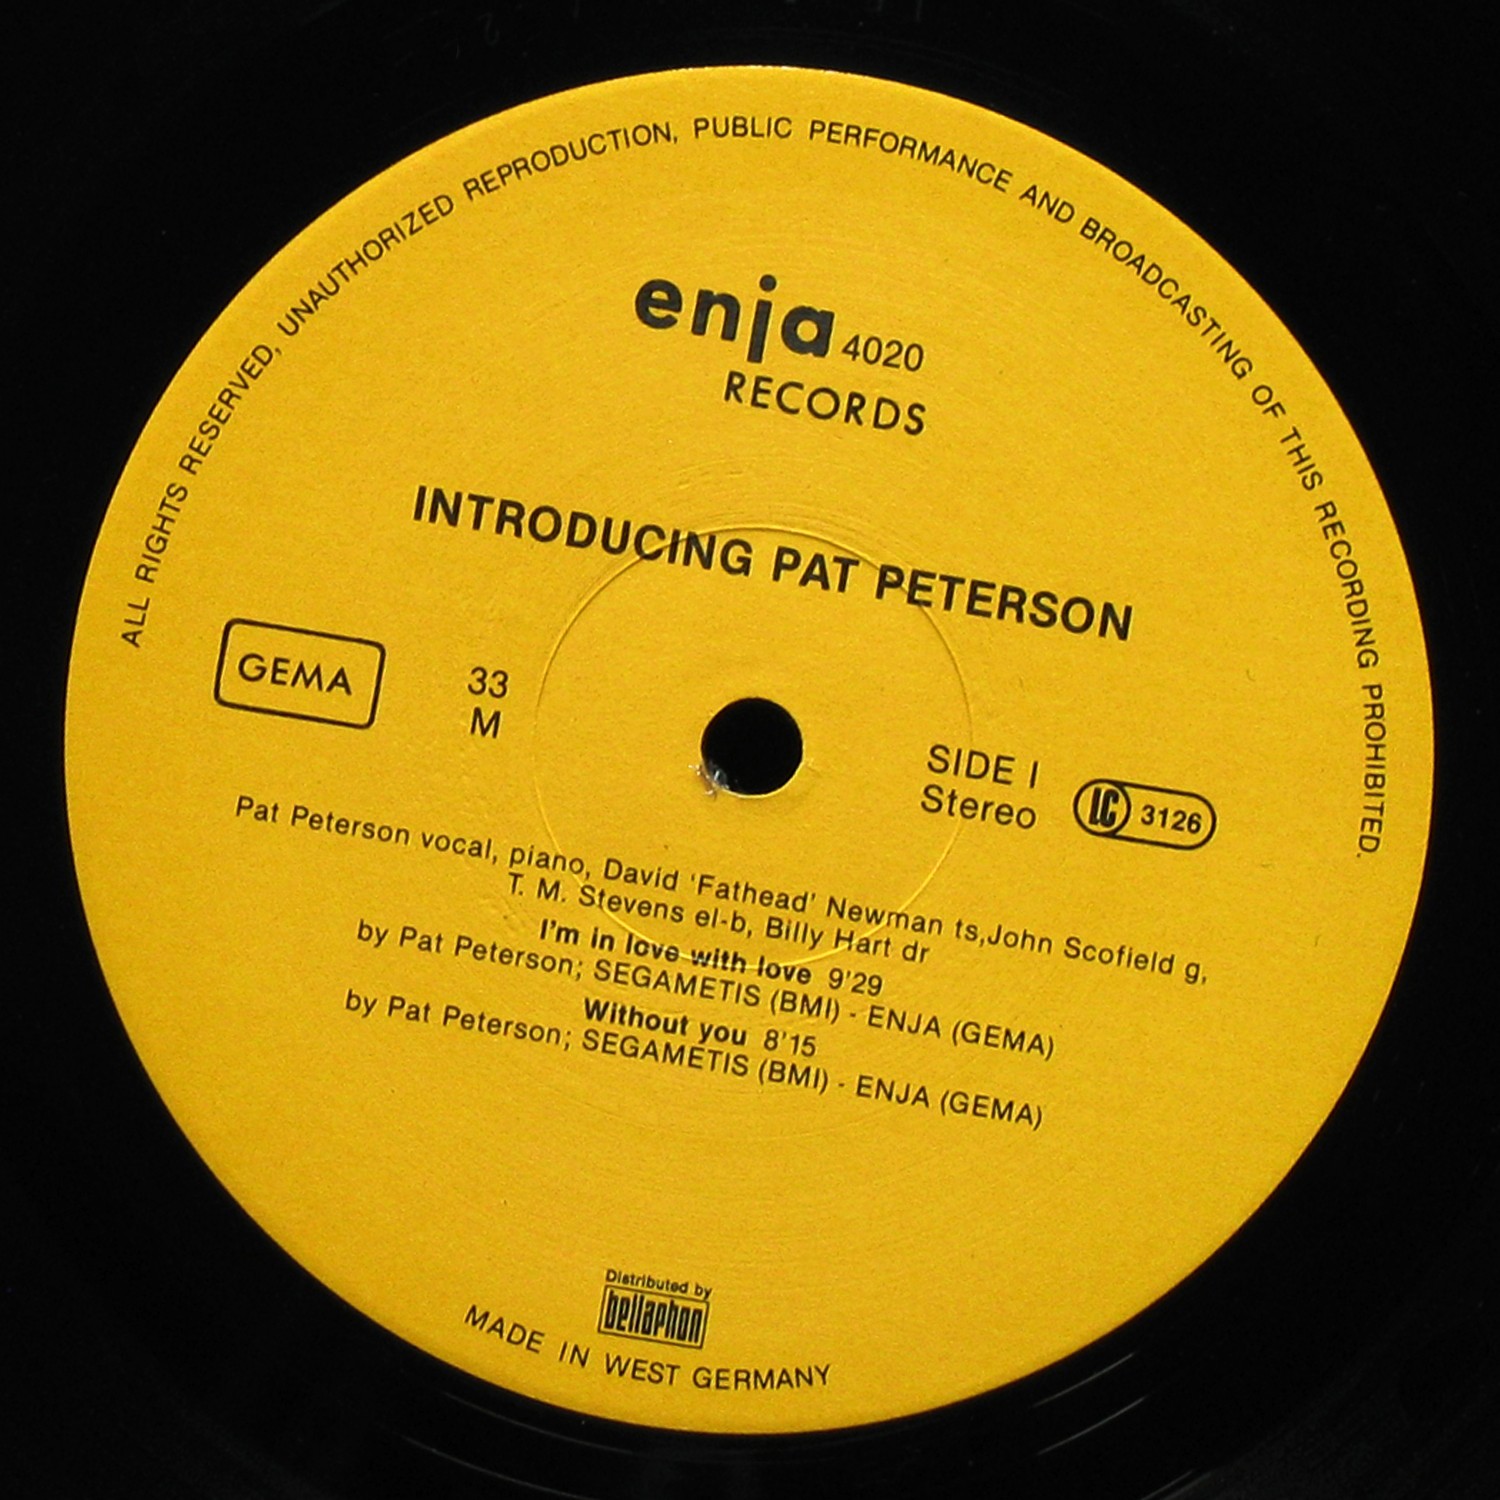 ALL RIGHTS RESERVED, UNAUTHORIZED REPRODUCTION, PUBLIC PERFORMANCE AND BROADCASTING OF THIS RECORDING PROHIBITED.
enja 4020
RECORDS
INTRODUCING PAT PETERSON
GEMA
33
M
SIDE I
Stereo
LC 3126
Pat Peterson vocal, piano, David 'Fathead' Newman ts,John Scofield g,
T. M. Stevens el-b, Billy Hart dr
I'm in love with love 9'29
by Pat Peterson; SEGAMETIS (BMI) - ENJA (GEMA)
Without you 8'15
by Pat Peterson; SEGAMETIS (BMI) - ENJA (GEMA)
Distributed by
bellaphon
MADE IN WEST GERMANY